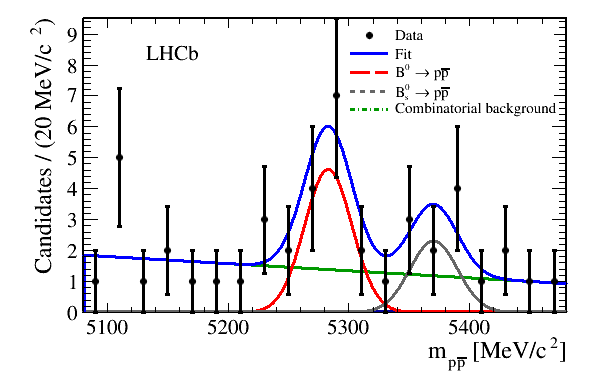 Candidates / (20 MeV/c²)
9
8
7
6
5
4
3
2
1
0
LHCb
Data
Fit
B⁰ → pp̅
B⁰ₛ → pp̅
Combinatorial background
5100 5200 5300 5400
m_pp̅ [MeV/c²]